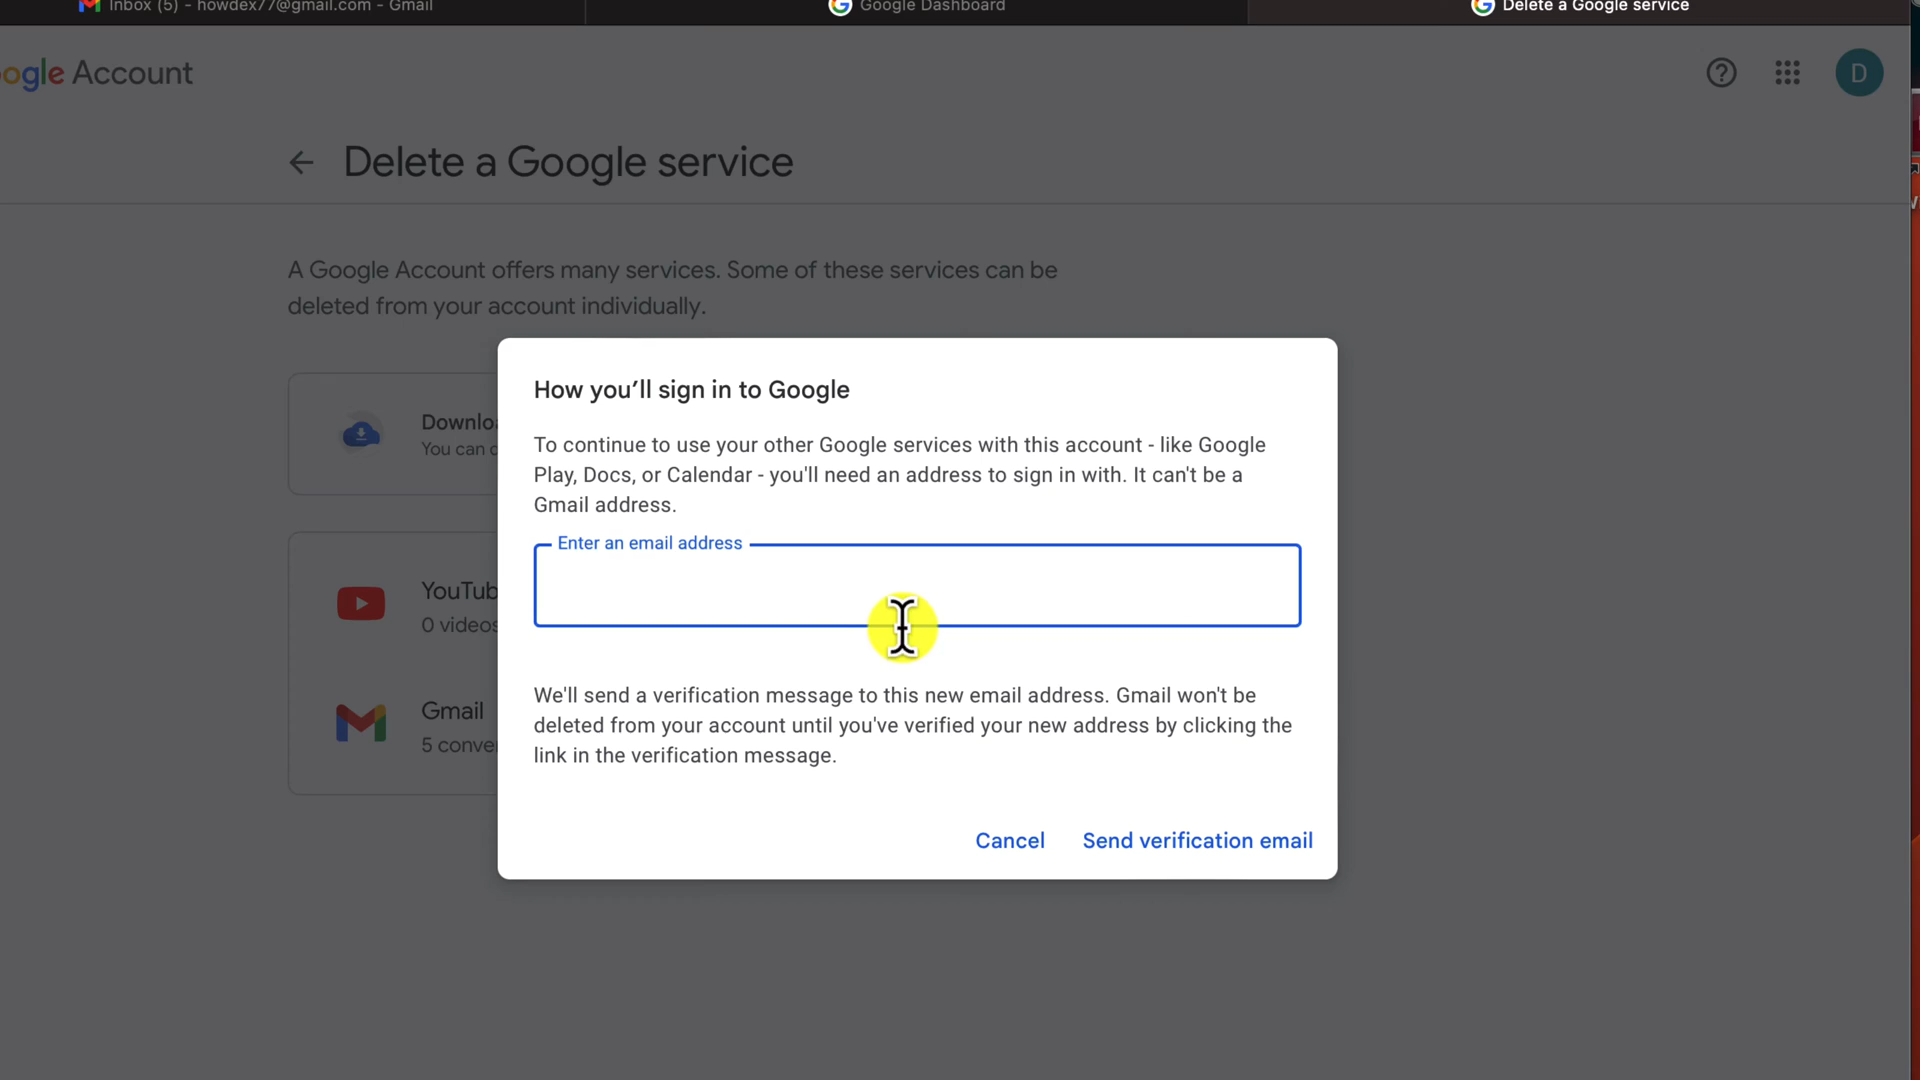 Inbox (5) - howdex77@gmail.com - Gmail
Google Dashboard
Delete a Google service
ogle Account
D
Delete a Google service
A Google Account offers many services. Some of these services can be
deleted from your account individually.
Downlo
You can
How you’ll sign in to Google
To continue to use your other Google services with this account - like Google
Play, Docs, or Calendar - you'll need an address to sign in with. It can't be a
Gmail address.
Enter an email address
YouTub
0 videos
We'll send a verification message to this new email address. Gmail won't be
deleted from your account until you've verified your new address by clicking the
link in the verification message.
Gmail
5 conve
Cancel
Send verification email